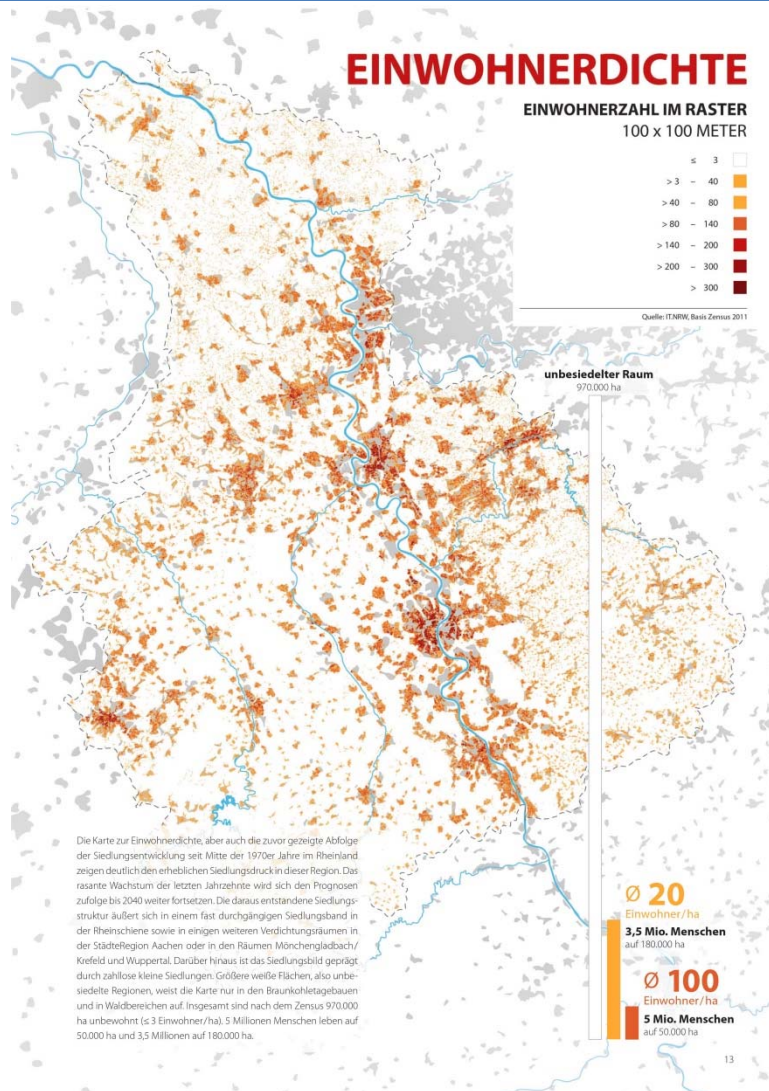 EINWOHNERDICHTE
EINWOHNERZAHL IM RASTER
100 x 100 METER
≤ 3
> 3 – 40
> 40 – 80
> 80 – 140
> 140 – 200
> 200 – 300
> 300
Quelle: IT.NRW, Basis Zensus 2011
unbesiedelter Raum
970.000 ha
Die Karte zur Einwohnerdichte, aber auch die zuvor gezeigte Abfolge
der Siedlungsentwicklung seit Mitte der 1970er Jahre im Rheinland
zeigen deutlich den erheblichen Siedlungsdruck in dieser Region. Das
rasante Wachstum der letzten Jahrzehnte wird sich den Prognosen
zufolge bis 2040 weiter fortsetzen. Die daraus entstandene Siedlungs-
struktur äußert sich in einem fast durchgängigen Siedlungsband in
der Rheinschiene sowie in einigen weiteren Verdichtungsräumen in
der StädteRegion Aachen oder in den Räumen Mönchengladbach/
Krefeld und Wuppertal. Darüber hinaus ist das Siedlungsbild geprägt
durch zahllose kleine Siedlungen. Größere weiße Flächen, also unbe-
siedelte Regionen, weist die Karte nur in den Braunkohletagebauen
und in Waldbereichen auf. Insgesamt sind nach dem Zensus 970.000
ha unbewohnt (≤ 3 Einwohner/ha). 5 Millionen Menschen leben auf
50.000 ha und 3,5 Millionen auf 180.000 ha.
Ø 20
Einwohner/ha
3,5 Mio. Menschen
auf 180.000 ha
Ø 100
Einwohner/ha
5 Mio. Menschen
auf 50.000 ha
13